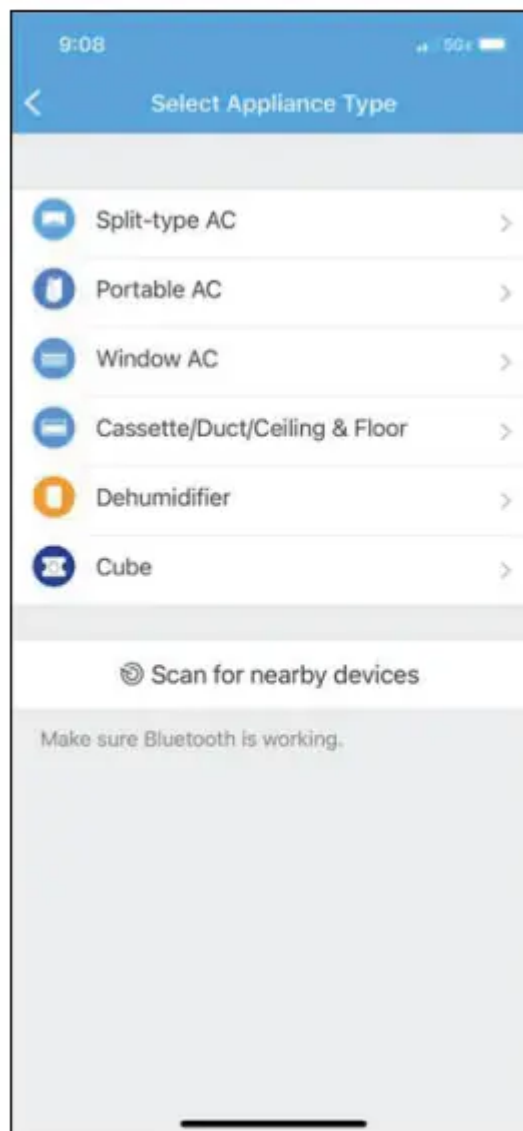 9:08
Select Appliance Type
Split-type AC
Portable AC
Window AC
Cassette/Duct/Ceiling & Floor
Dehumidifier
Cube
Scan for nearby devices
Make sure Bluetooth is working.